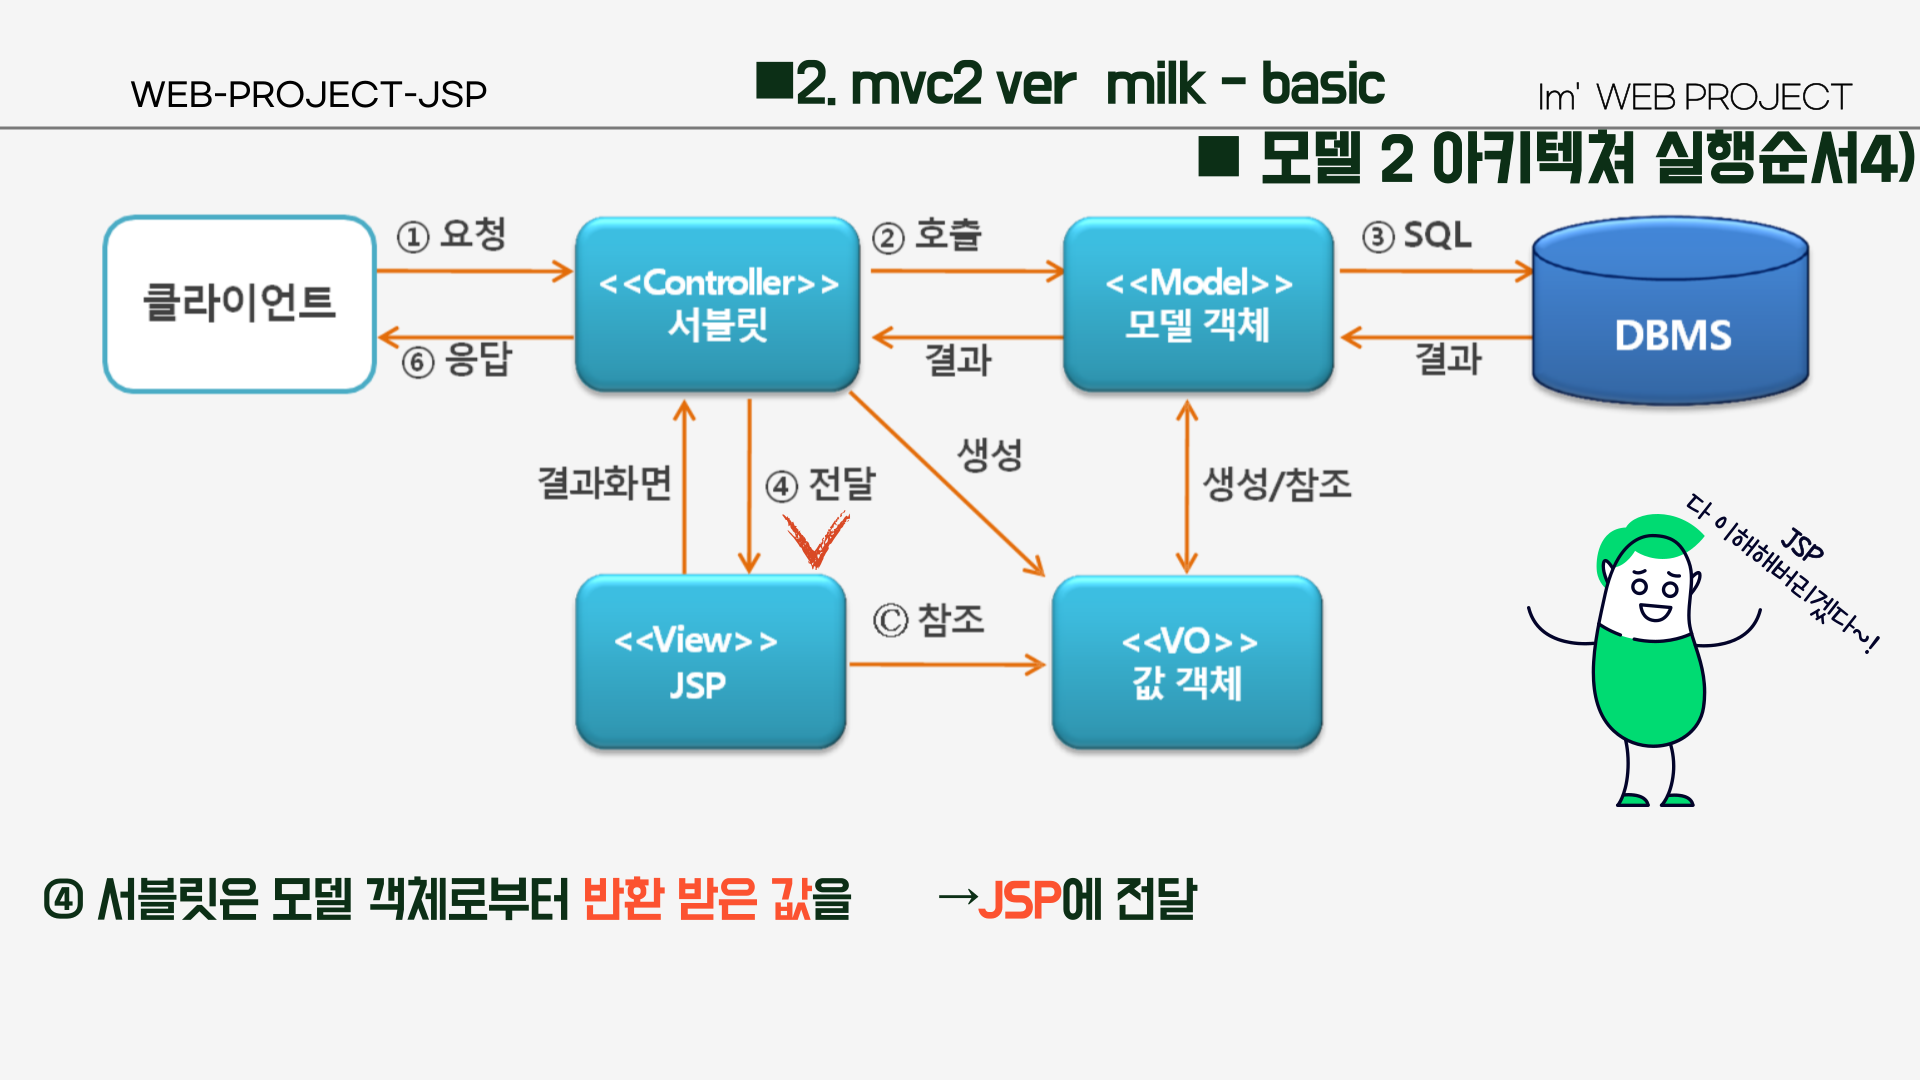 WEB-PROJECT-JSP
■2. mvc2 ver milk - basic
Im' WEB PROJECT
■ 모델 2 아키텍쳐 실행순서4)
클라이언트
① 요청
⑥ 응답
<<Controller>>
서블릿
② 호출
결과
<<Model>>
모델 객체
③ SQL
결과
DBMS
결과화면
④ 전달
생성
생성/참조
<<View>>
JSP
Ⓒ 참조
<<VO>>
값 객체
JSP
다 이해해버리겠다~!
④ 서블릿은 모델 객체로부터 반환 받은 값을 →JSP에 전달